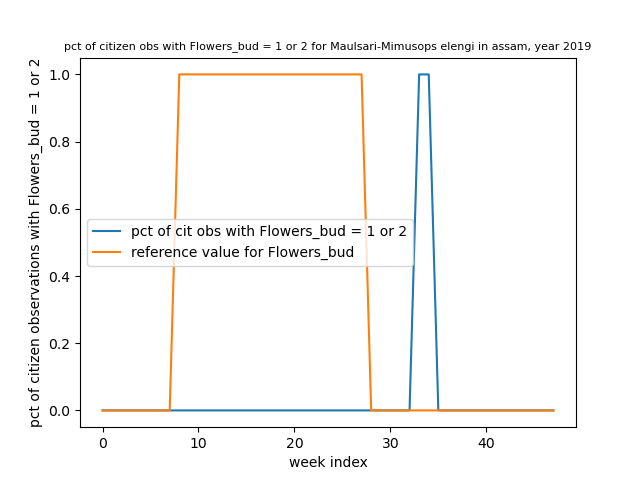 pct of citizen obs with Flowers_bud = 1 or 2 for Maulsari-Mimusops elengi in assam, year 2019
pct of citizen observations with Flowers_bud = 1 or 2
1.0
0.8
0.6
0.4
0.2
0.0
pct of cit obs with Flowers_bud = 1 or 2
reference value for Flowers_bud
0 10 20 30 40
week index